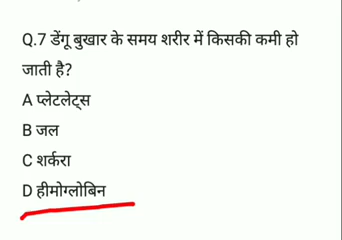 Q.7 डेंगू बुखार के समय शरीर में किसकी कमी हो
जाती है?
A प्लेटलेट्स
B जल
C शर्करा
D हीमोग्लोबिन